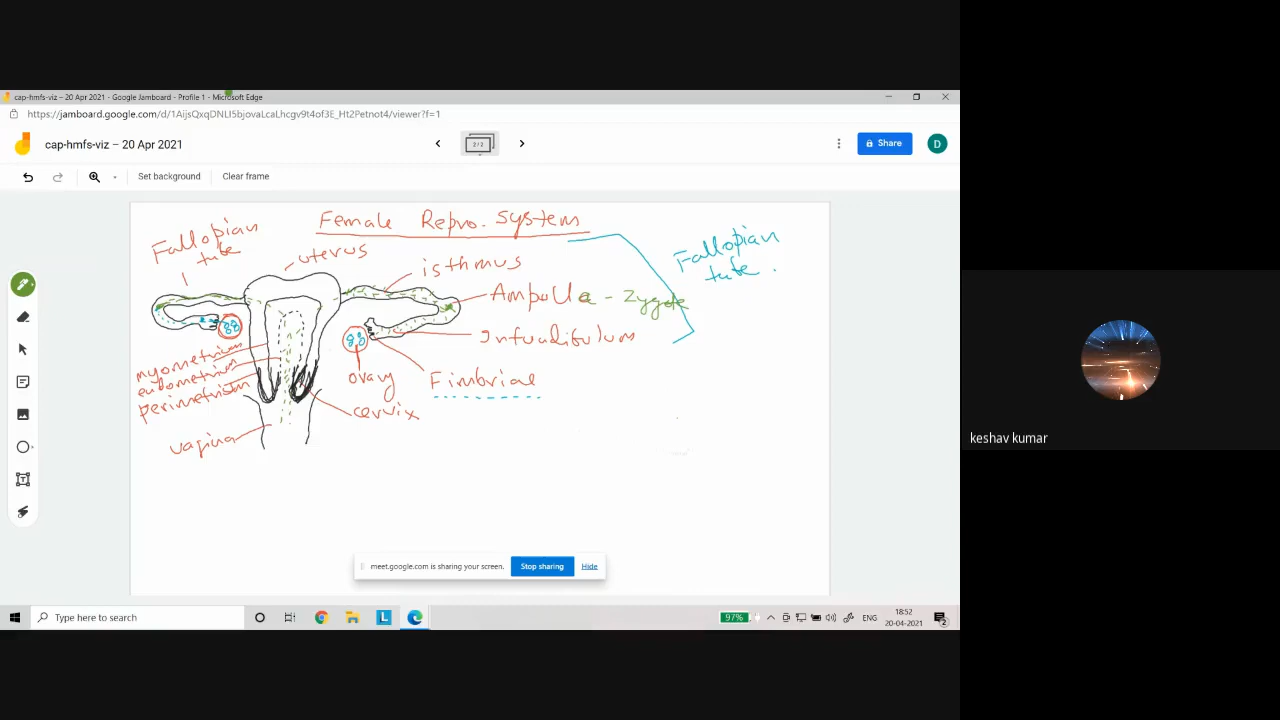 cap-hmfs-viz – 20 Apr 2021 - Google Jamboard - Profile 1 - Microsoft Edge
https://jamboard.google.com/d/1AijsQxqDNLI5bjovaLcaLhcgv9t4of3E_Ht2Petnot4/viewer?f=1
cap-hmfs-viz – 20 Apr 2021
2/2
Share
D
Set background
Clear frame
Female Repro. System
Fallopian
tube
uterus
isthmus
Ampulla - Zygote
Infundibulum
Fallopian
tube.
myometrium
endometrium
perimetrium
ovary
Fimbriae
cervix
vagina
keshav kumar
meet.google.com is sharing your screen.
Stop sharing
Hide
Type here to search
L
97%
ENG
18:52
20-04-2021
2